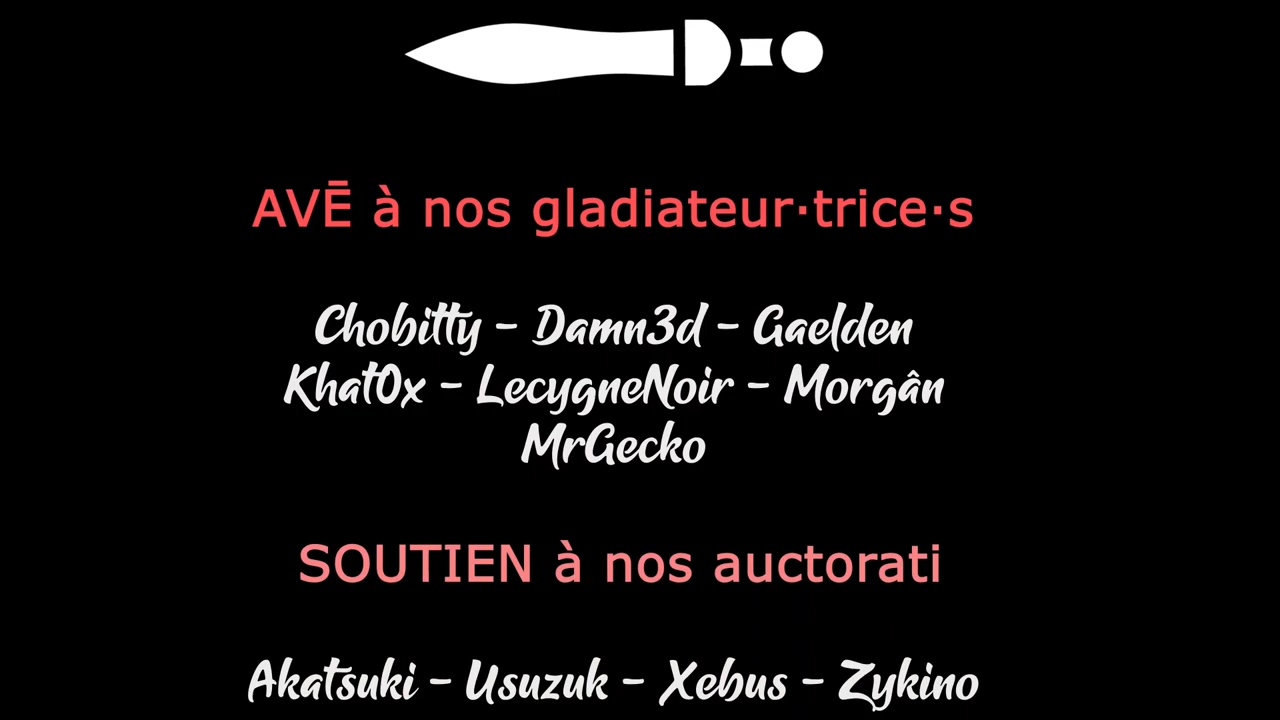 AVĒ à nos gladiateur·trice·s
Chobitty - Damn3d - Gaelden
Khat0x - LecygneNoir - Morgân
MrGecko
SOUTIEN à nos auctorati
Akatsuki - Usuzuk - Xebus - Zykino